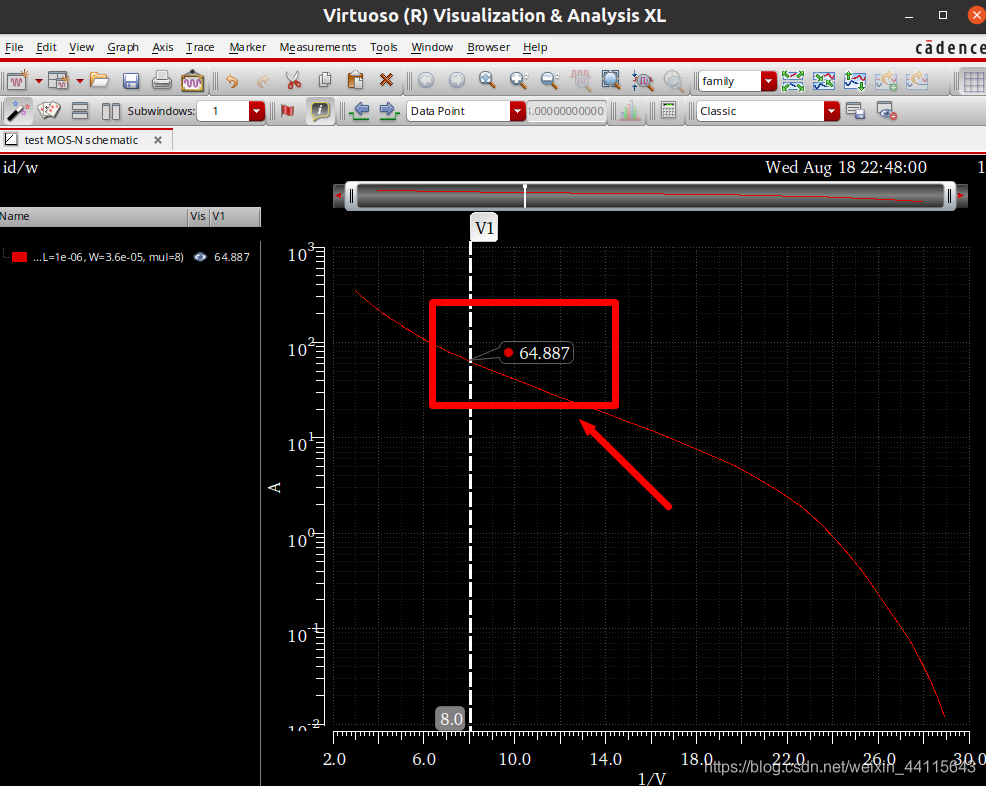 Virtuoso (R) Visualization & Analysis XL
File Edit View Graph Axis Trace Marker Measurements Tools Window Browser Help
cādence
family
Subwindows: 1
Data Point
.00000000000
Classic
test MOS-N schematic
id/w
Wed Aug 18 22:48:00
1
Name Vis V1
...L=1e-06, W=3.6e-05, mul=8) 64.887
V1
10^3
10^2
10^1
10^0
10^-1
10^-2
A
64.887
8.0
2.0 6.0 10.0 14.0 18.0 22.0 26.0 30.0
1/V
https://blog.csdn.net/weixin_44115643